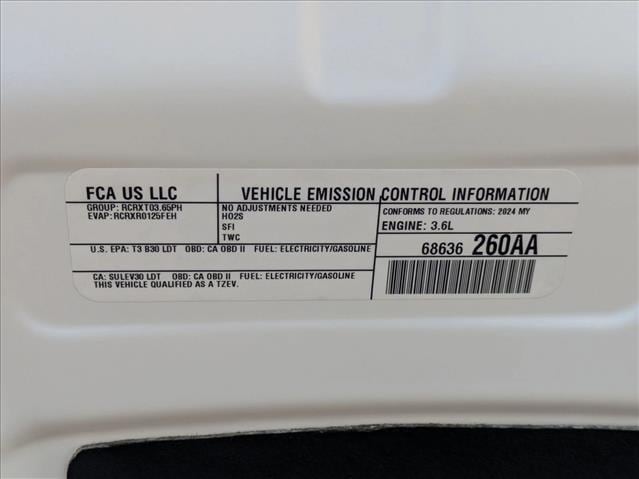 FCA US LLC
VEHICLE EMISSION CONTROL INFORMATION
GROUP: RCRXT03.65PH
EVAP: RCRXR0125FEH
NO ADJUSTMENTS NEEDED
HO2S
SFI
TWC
CONFORMS TO REGULATIONS: 2024 MY
ENGINE: 3.6L
U.S. EPA: T3 B30 LDT OBD: CA OBD II FUEL: ELECTRICITY/GASOLINE
68636 260AA
CA: SULEV30 LDT OBD: CA OBD II FUEL: ELECTRICITY/GASOLINE
THIS VEHICLE QUALIFIED AS A TZEV.